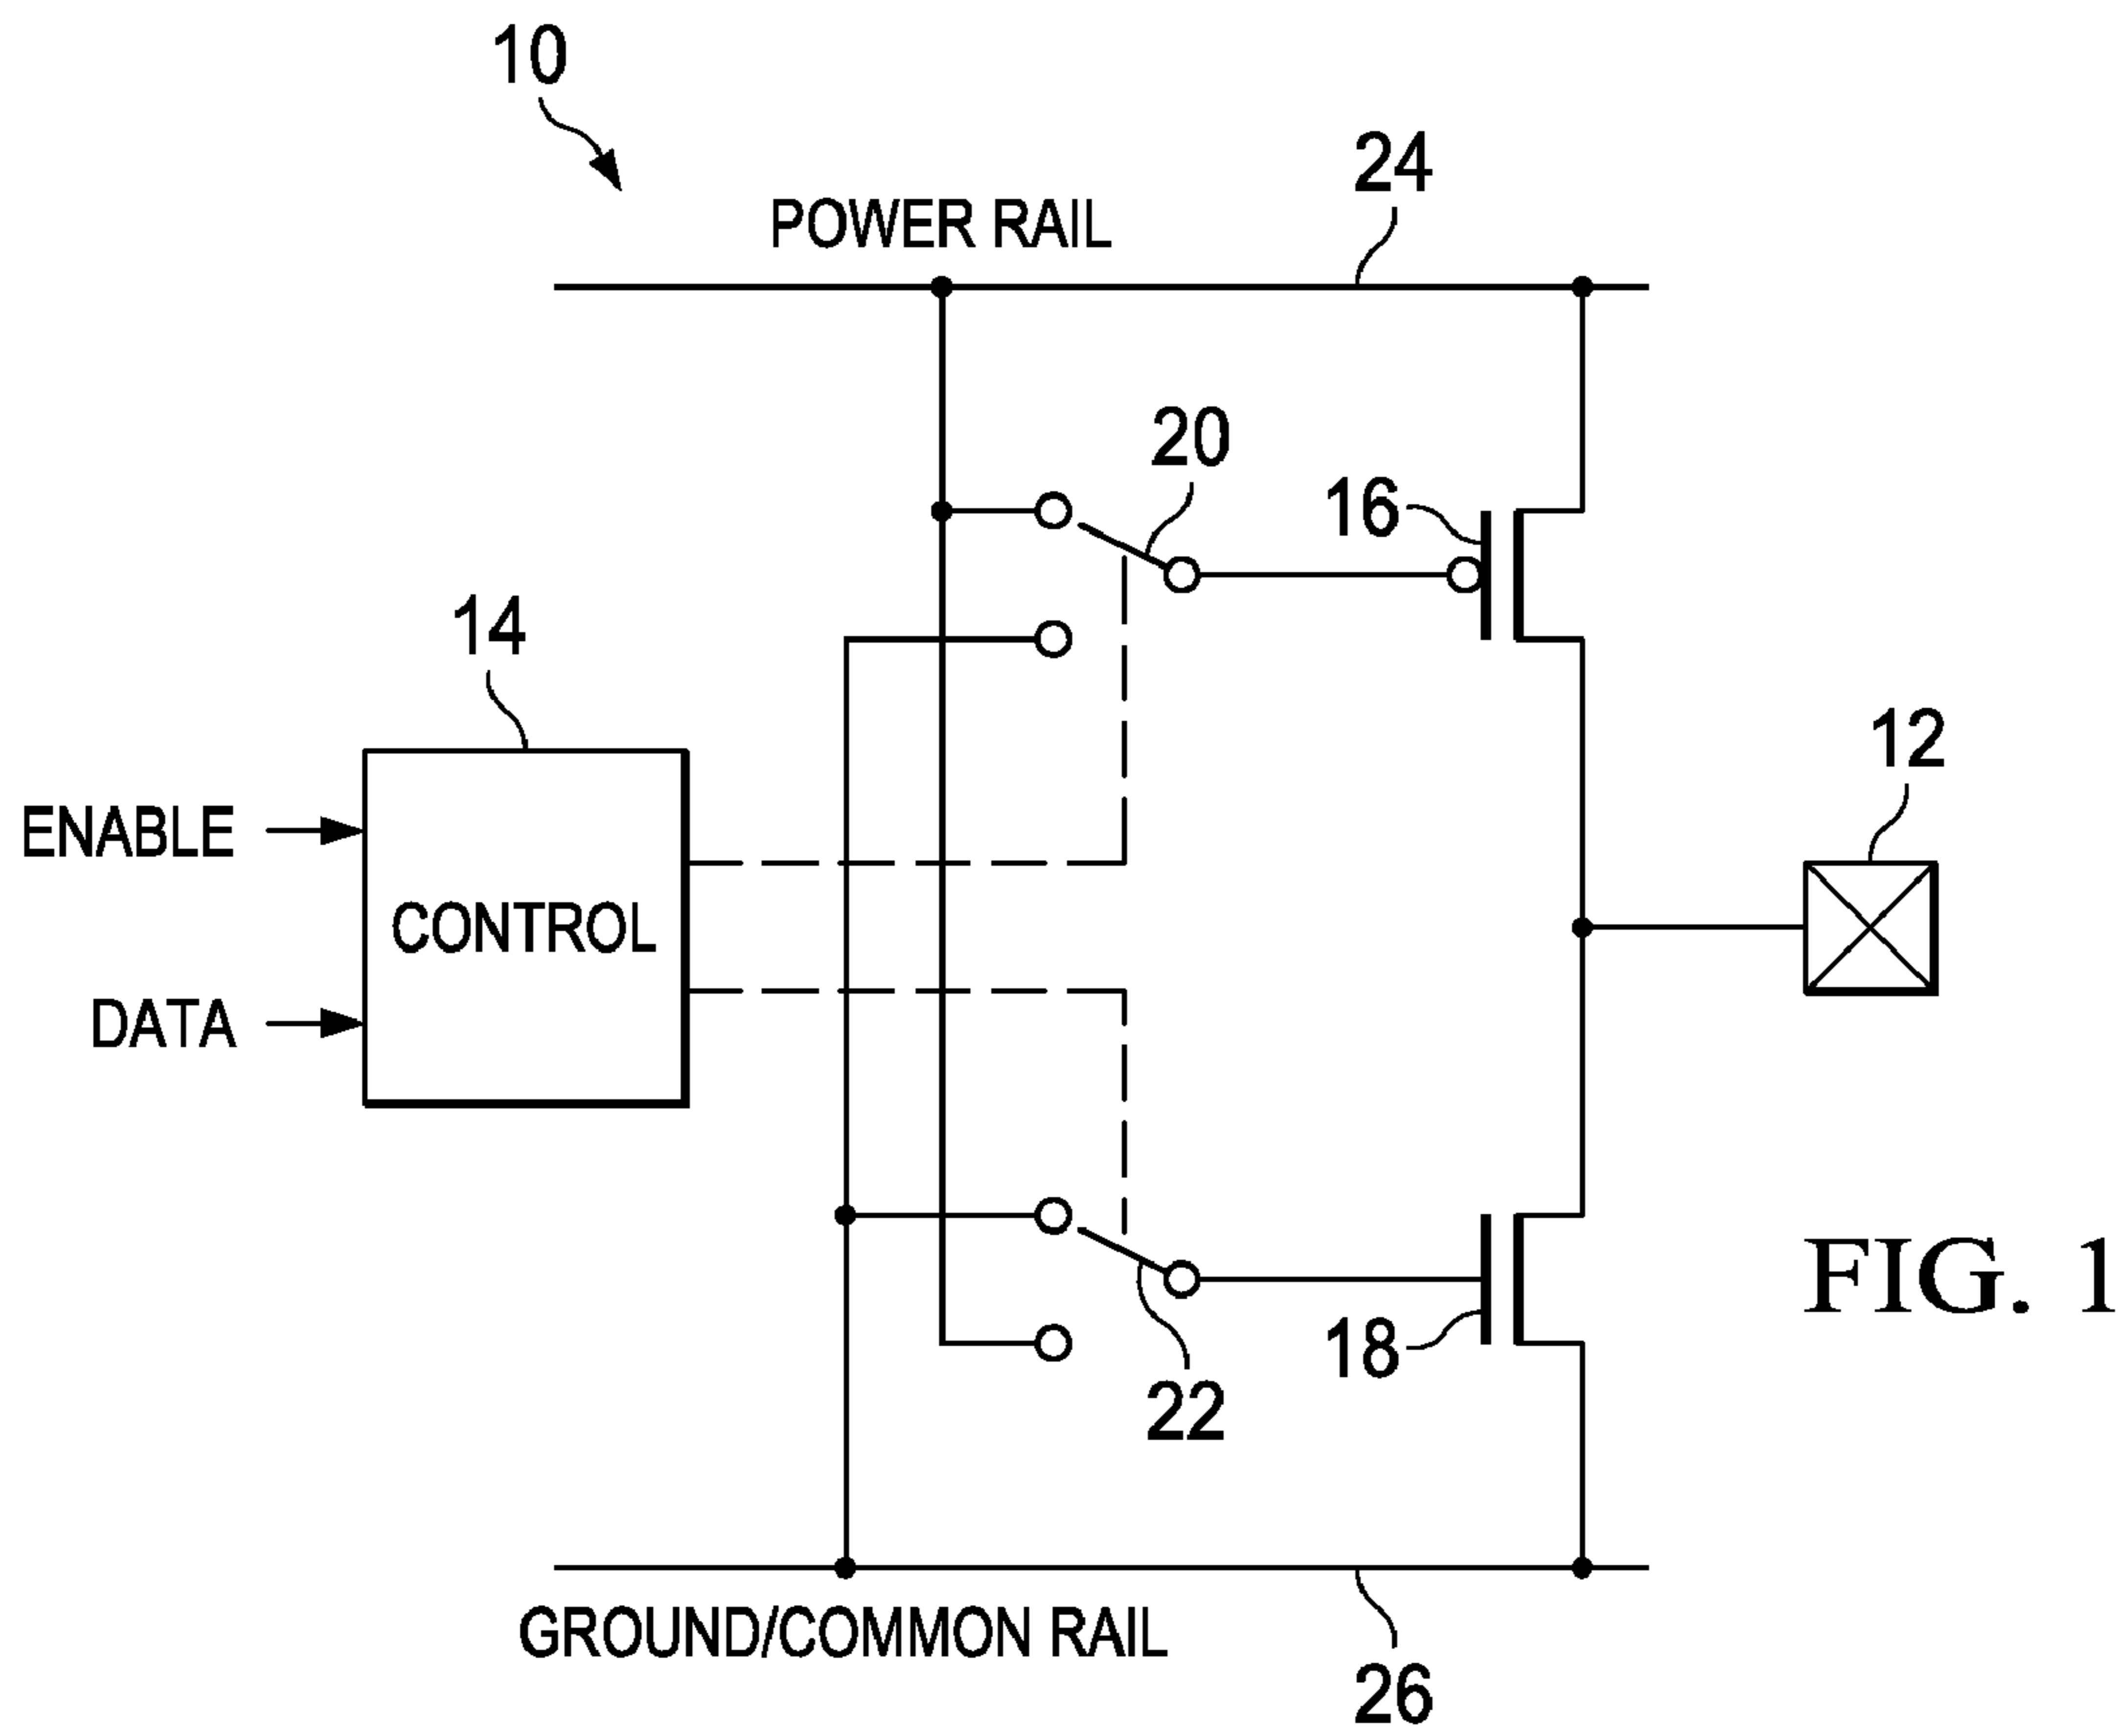 10
24
POWER RAIL
20
16
14
12
ENABLE
CONTROL
DATA
18
22
FIG. 1
GROUND/COMMON RAIL
26